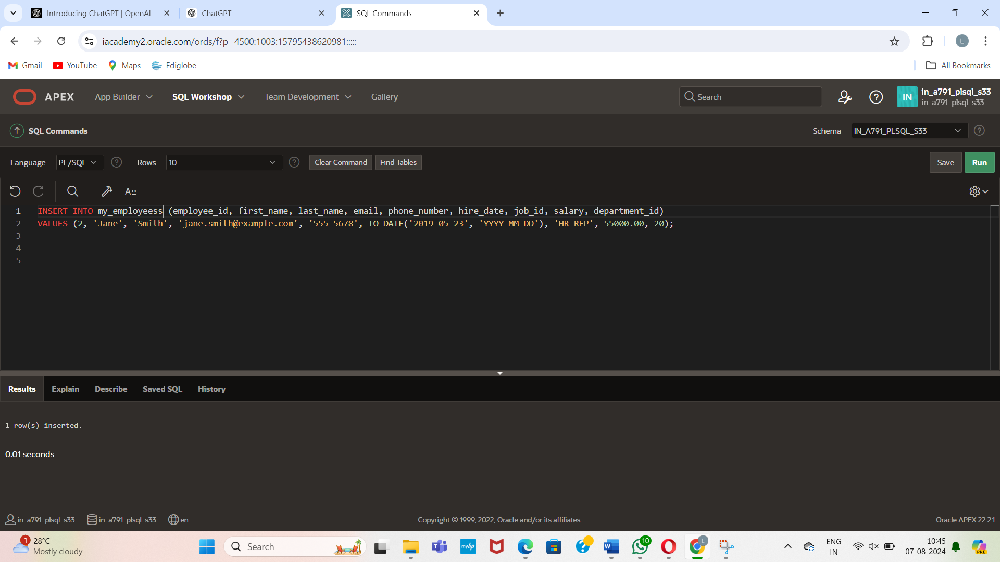 Introducing ChatGPT | OpenAI
ChatGPT
SQL Commands
iacademy2.oracle.com/ords/f?p=4500:1003:15795438620981:::::
L
Gmail
YouTube
Maps
Ediglobe
All Bookmarks
APEX
App Builder
SQL Workshop
Team Development
Gallery
Search
IN
in_a791_plsql_s33
in_a791_plsql_s33
SQL Commands
Schema
IN_A791_PLSQL_S33
Language
PL/SQL
Rows
10
Clear Command
Find Tables
Save
Run
A
1 INSERT INTO my_employeess (employee_id, first_name, last_name, email, phone_number, hire_date, job_id, salary, department_id)
2 VALUES (2, 'Jane', 'Smith', 'jane.smith@example.com', '555-5678', TO_DATE('2019-05-23', 'YYYY-MM-DD'), 'HR_REP', 55000.00, 20);
3
4
5
Results
Explain
Describe
Saved SQL
History
1 row(s) inserted.
0.01 seconds
in_a791_plsql_s33
in_a791_plsql_s33
en
Copyright © 1999, 2022, Oracle and/or its affiliates.
Oracle APEX 22.2.1
1
28°C
Mostly cloudy
Search
T
myhp
W
10
L
ENG
IN
10:45
07-08-2024
PRE